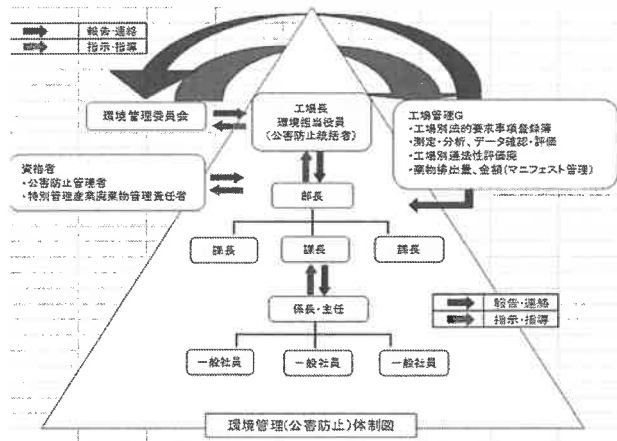 報告・連絡
指示・指導
環境管理委員会
工場長
環境担当役員
(公害防止統括者)
工場管理G
・工場別法的要求事項登録簿
・測定・分析、データ確認・評価
・工場別遵法性評価
・廃物排出量、金額(マニフェスト管理)
資格者
・公害防止管理者
・特別管理産業廃棄物管理責任者
部長
課長
課長
課長
係長・主任
報告・連絡
指示・指導
一般社員
一般社員
一般社員
環境管理(公害防止)体制図